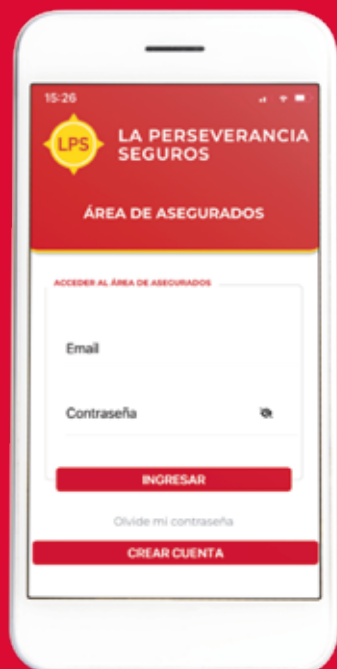 15:26
LPS
LA PERSEVERANCIA
SEGUROS
ÁREA DE ASEGURADOS
ACCEDER AL ÁREA DE ASEGURADOS
Email
Contraseña
INGRESAR
Olvide mi contraseña
CREAR CUENTA